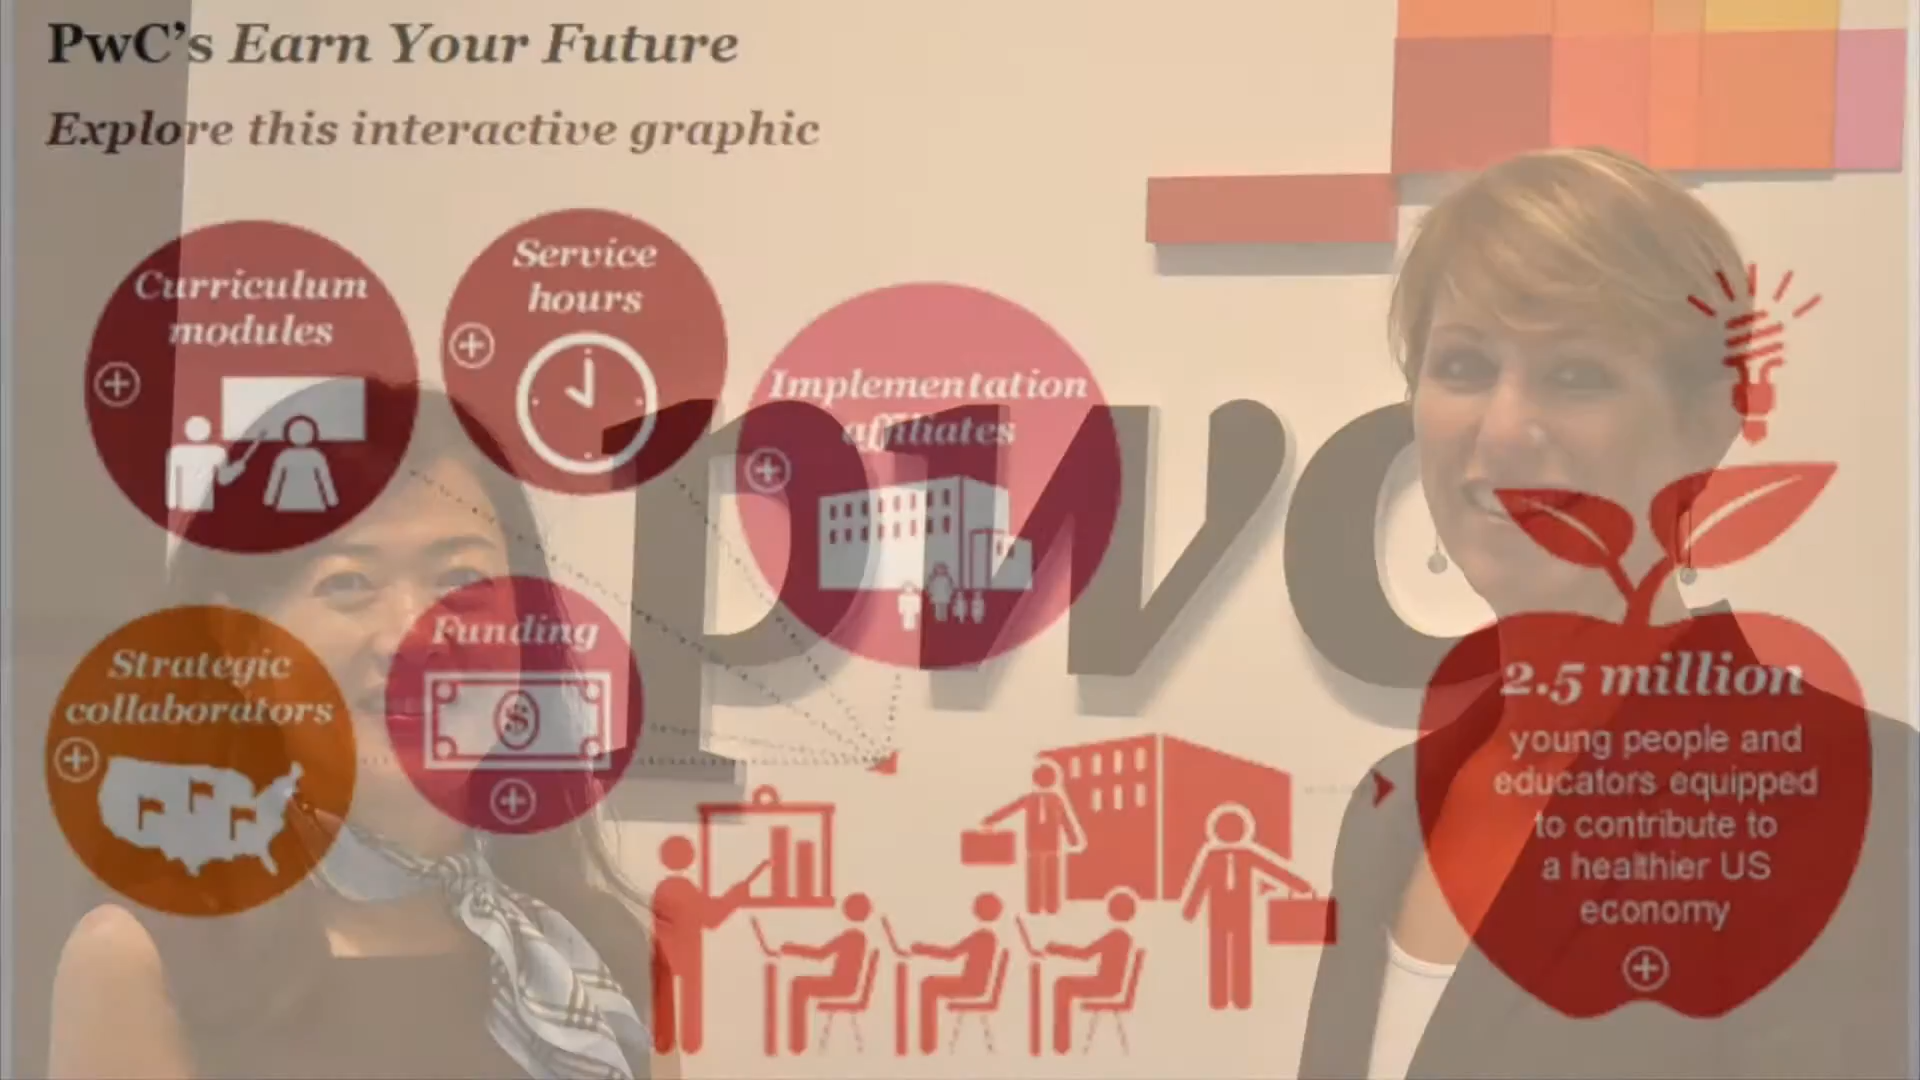 PwC's Earn Your Future
Explore this interactive graphic
Curriculum
modules
Service
hours
Implementation
affiliates
pwc
Strategic
collaborators
Funding
$
2.5 million
young people and
educators equipped
to contribute to
a healthier US
economy